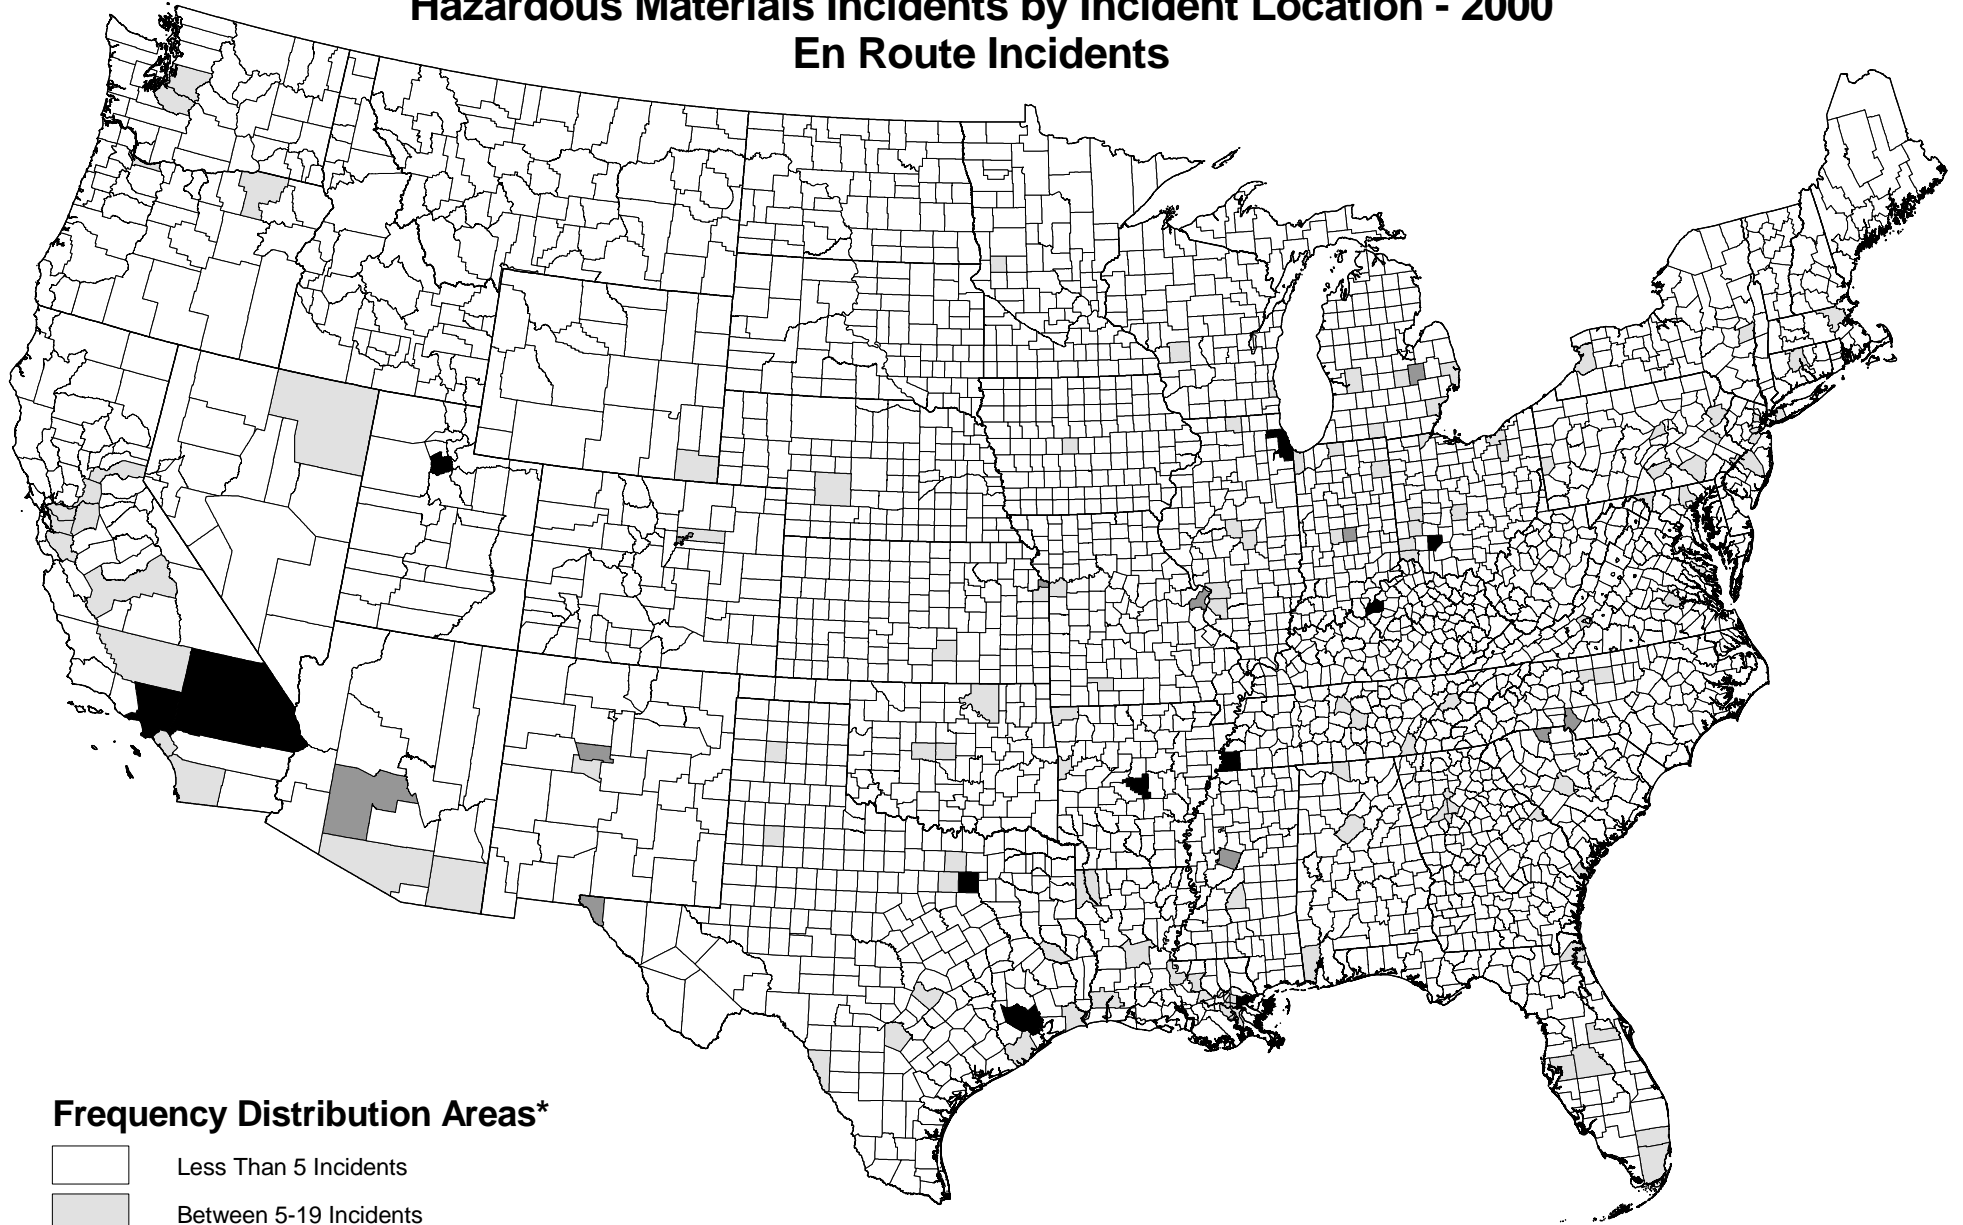 Hazardous Materials Incidents by Incident Location - 2000
En Route Incidents
Frequency Distribution Areas*
Less Than 5 Incidents
Between 5-19 Incidents